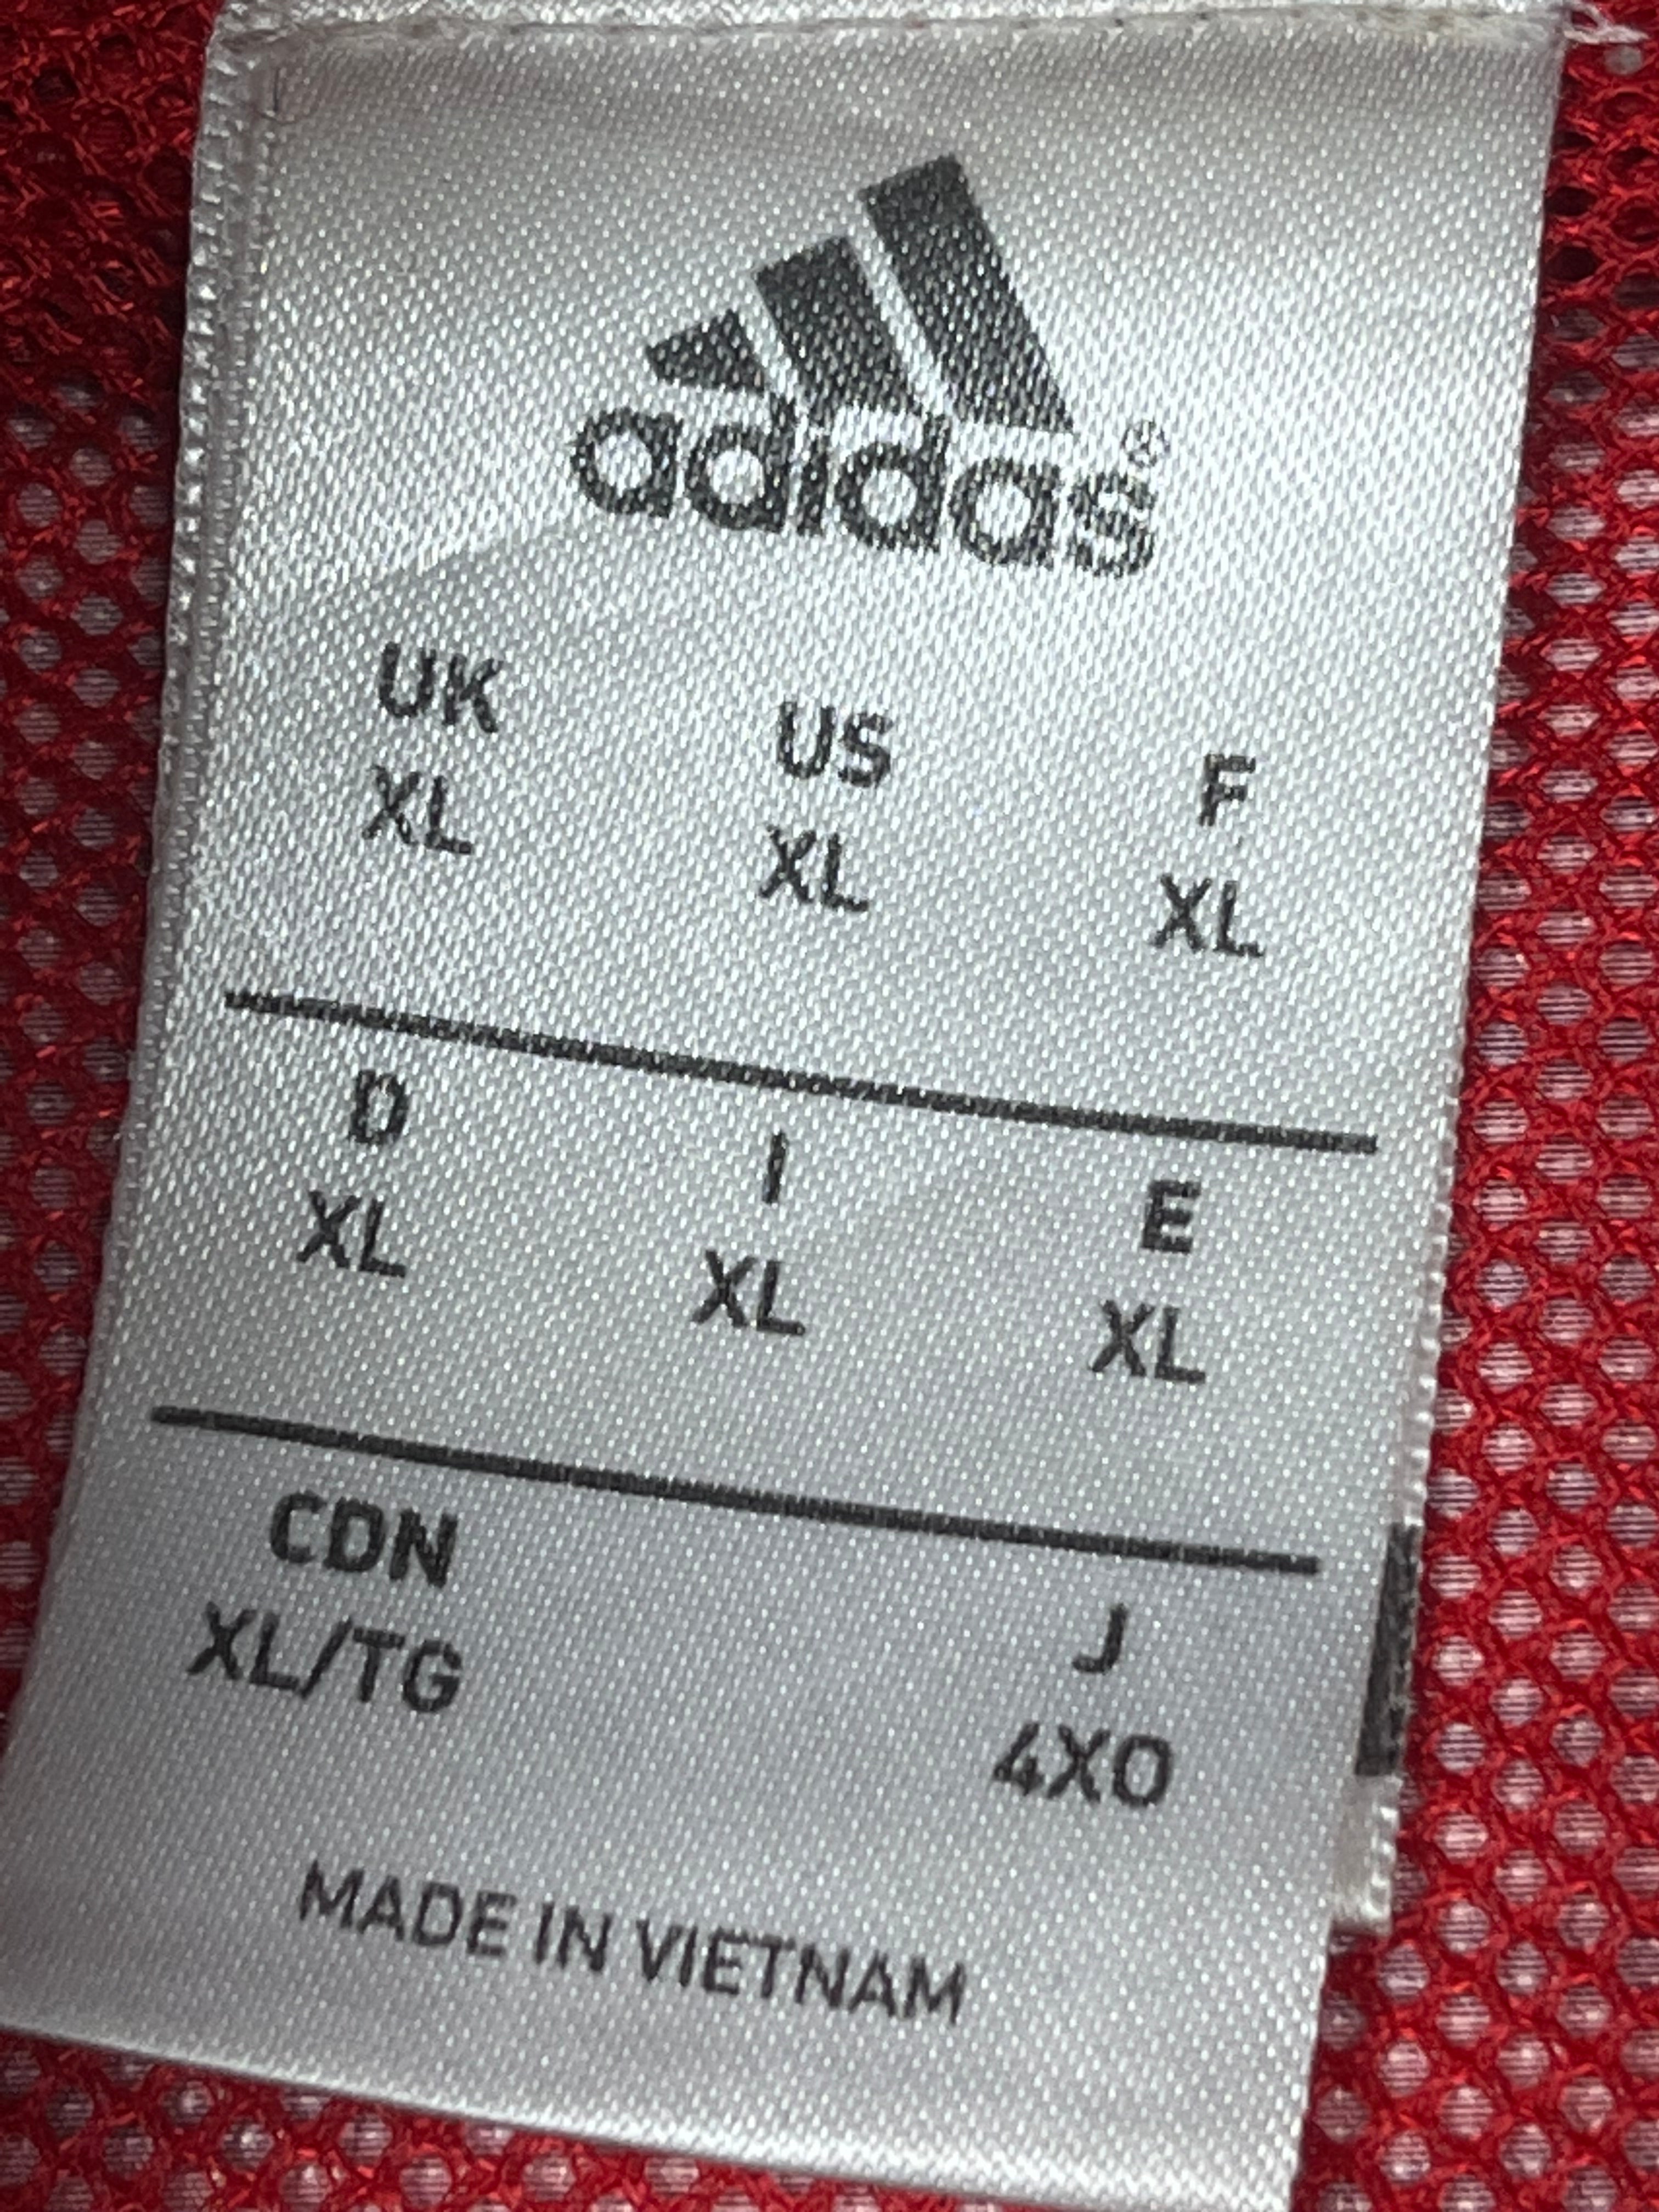 adidas®
UK US F
XL XL XL
D I E
XL XL XL
CDN J
XL/TG 4XO
MADE IN VIETNAM